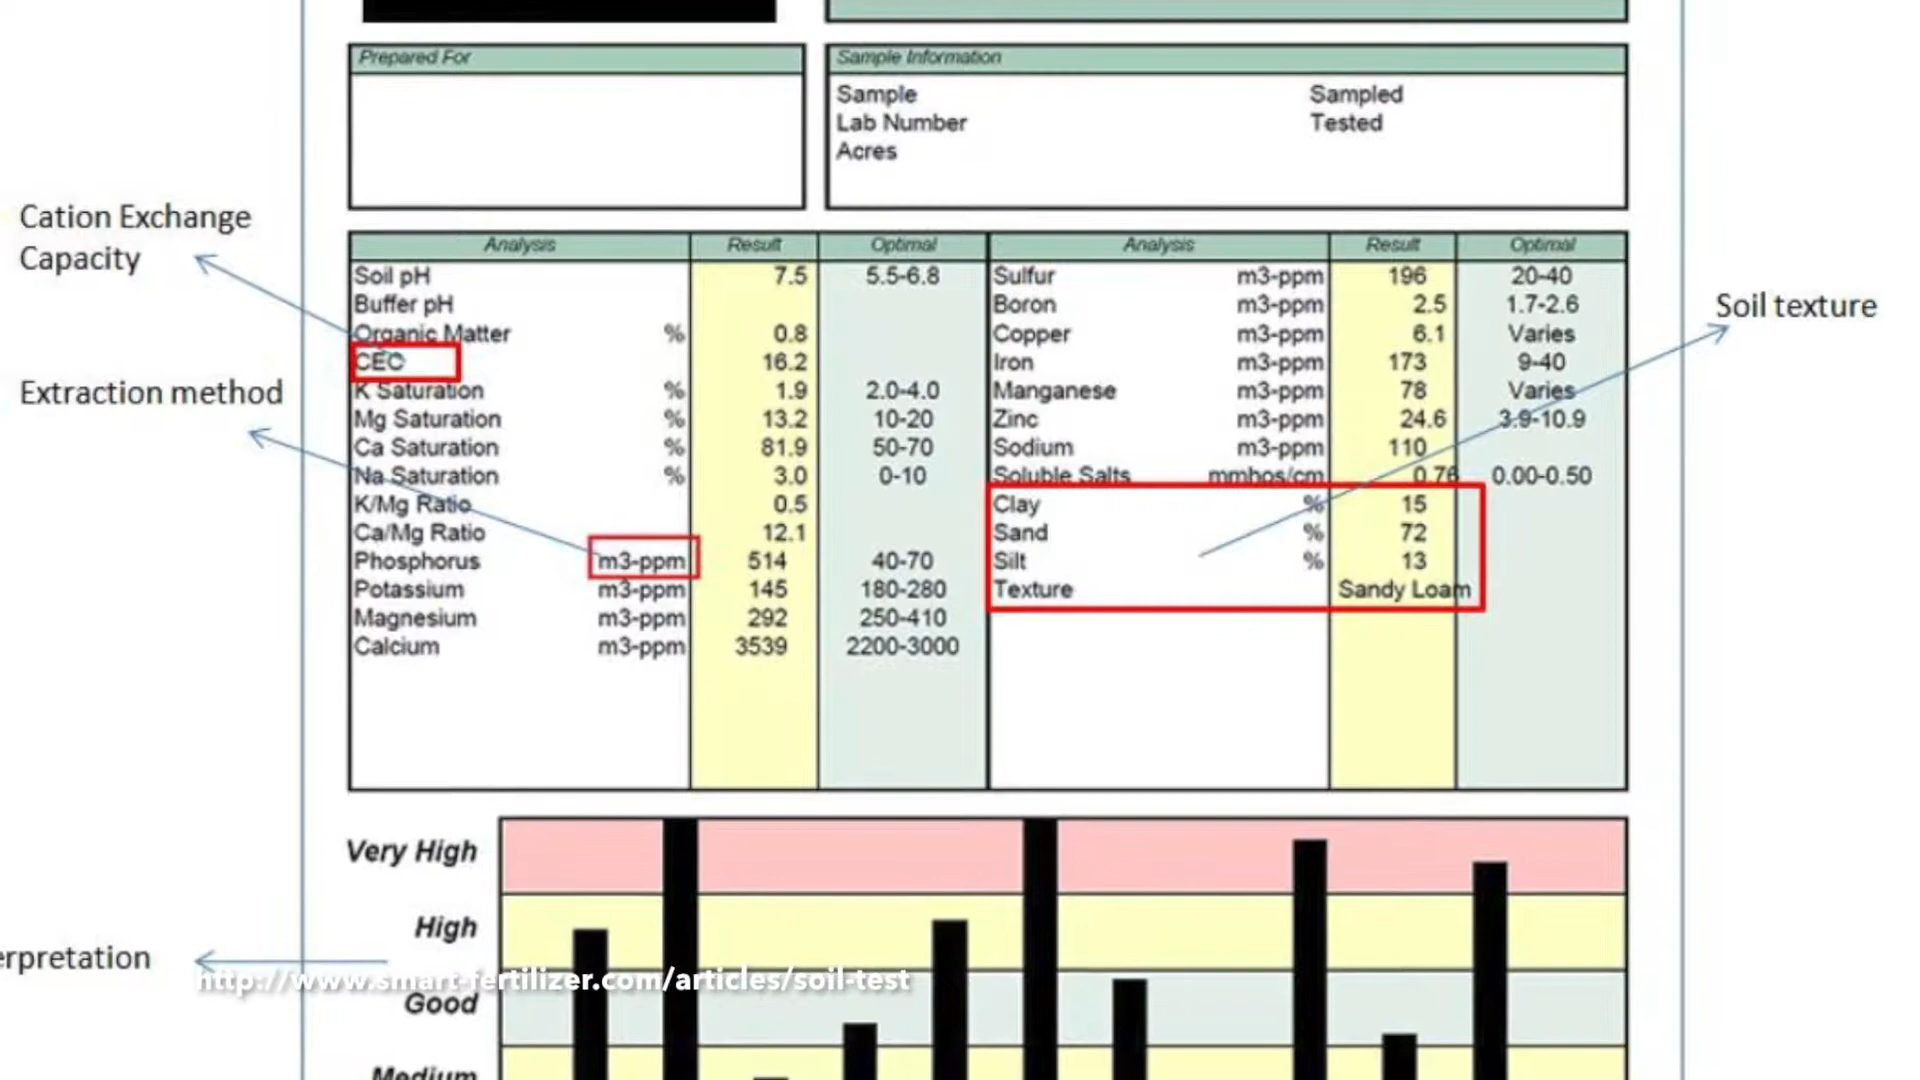 Prepared For
Sample Information
Sample Sampled
Lab Number Tested
Acres
Cation Exchange
Capacity
Extraction method
Soil texture
Analysis Result Optimal Analysis Result Optimal
Soil pH 7.5 5.5-6.8 Sulfur m3-ppm 196 20-40
Buffer pH Boron m3-ppm 2.5 1.7-2.6
Organic Matter % 0.8 Copper m3-ppm 6.1 Varies
CEC 16.2 Iron m3-ppm 173 9-40
K Saturation % 1.9 2.0-4.0 Manganese m3-ppm 78 Varies
Mg Saturation % 13.2 10-20 Zinc m3-ppm 24.6 3.9-10.9
Ca Saturation % 81.9 50-70 Sodium m3-ppm 110
Na Saturation % 3.0 0-10 Soluble Salts mmhos/cm 0.76 0.00-0.50
K/Mg Ratio 0.5 Clay % 15
Ca/Mg Ratio 12.1 Sand % 72
Phosphorus m3-ppm 514 40-70 Silt % 13
Potassium m3-ppm 145 180-280 Texture Sandy Loam
Magnesium m3-ppm 292 250-410
Calcium m3-ppm 3539 2200-3000
Very High
High
erpretation
http://www.smart-fertilizer.com/articles/soil-test
Good
Medium